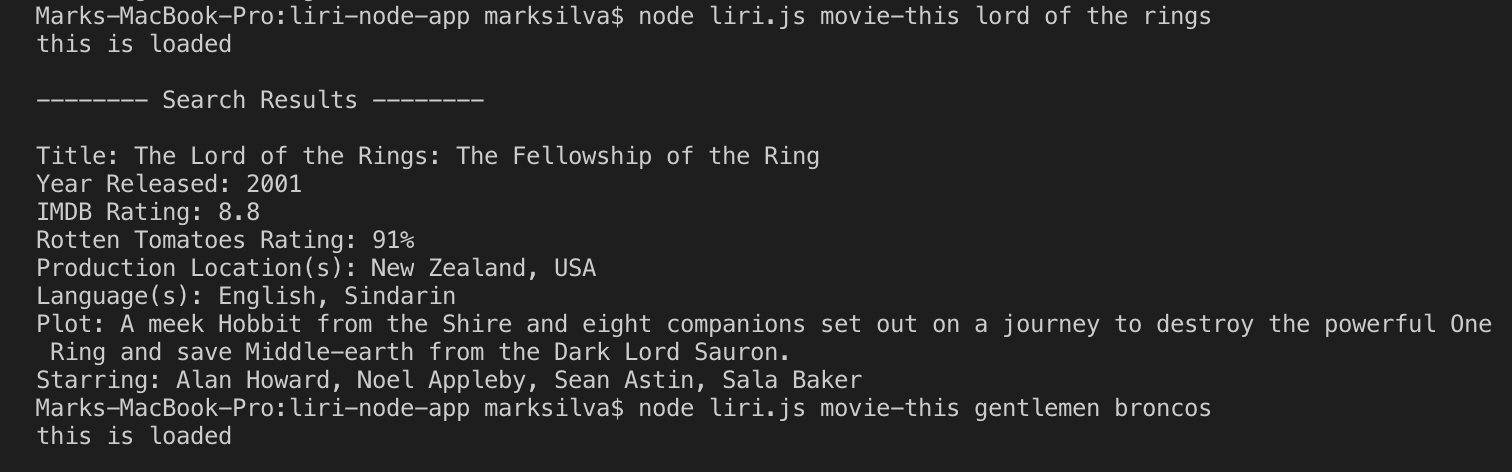 Marks-MacBook-Pro:liri-node-app marksilva$ node liri.js movie-this lord of the rings
this is loaded
-------- Search Results --------
Title: The Lord of the Rings: The Fellowship of the Ring
Year Released: 2001
IMDB Rating: 8.8
Rotten Tomatoes Rating: 91%
Production Location(s): New Zealand, USA
Language(s): English, Sindarin
Plot: A meek Hobbit from the Shire and eight companions set out on a journey to destroy the powerful One
Ring and save Middle-earth from the Dark Lord Sauron.
Starring: Alan Howard, Noel Appleby, Sean Astin, Sala Baker
Marks-MacBook-Pro:liri-node-app marksilva$ node liri.js movie-this gentlemen broncos
this is loaded